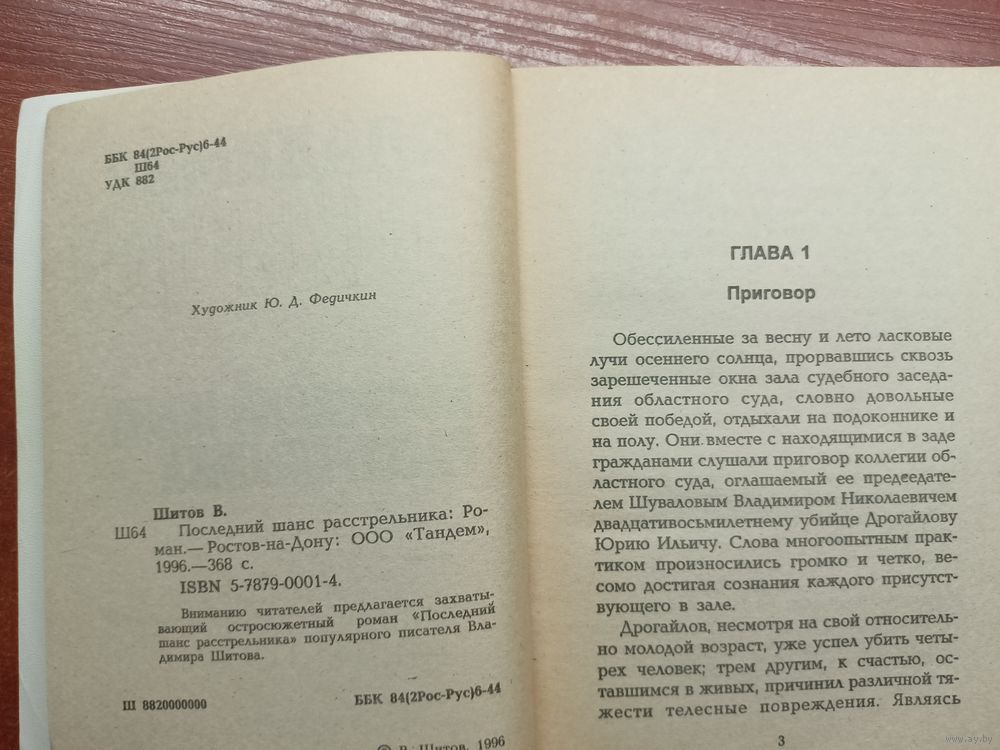 ББК 84(2Рос-Рус)6-44
Ш64
УДК 882
Художник Ю. Д. Федичкин
Шитов В.
Ш64 Последний шанс расстрельника: Ро-
ман.— Ростов-на-Дону: ООО «Тандем»,
1996.—368 с.
ISBN 5-7879-0001-4.
Вниманию читателей предлагается захваты-
вающий остросюжетный роман «Последний
шанс расстрельника» популярного писателя Вла-
димира Шитова.
Ш 8820000000 ББК 84(2Рос-Рус)6-44
© В. Шитов, 1996
ГЛАВА 1
Приговор
Обессиленные за весну и лето ласковые
лучи осеннего солнца, прорвавшись сквозь
зарешеченные окна зала судебного заседа-
ния областного суда, словно довольные
своей победой, отдыхали на подоконнике и
на полу. Они вместе с находящимися в заде
гражданами слушали приговор коллегии об-
ластного суда, оглашаемый ее председате-
лем Шуваловым Владимиром Николаевичем
двадцативосьмилетнему убийце Дрогайлову
Юрию Ильичу. Слова многоопытным прак-
тиком произносились громко и четко, ве-
сомо достигая сознания каждого присутст-
вующего в зале.
Дрогайлов, несмотря на свой относитель-
но молодой возраст, уже успел убить четы-
рех человек; трем другим, к счастью, ос-
тавшимся в живых, причинил различной тя-
жести телесные повреждения. Являясь
3
www.ay.by